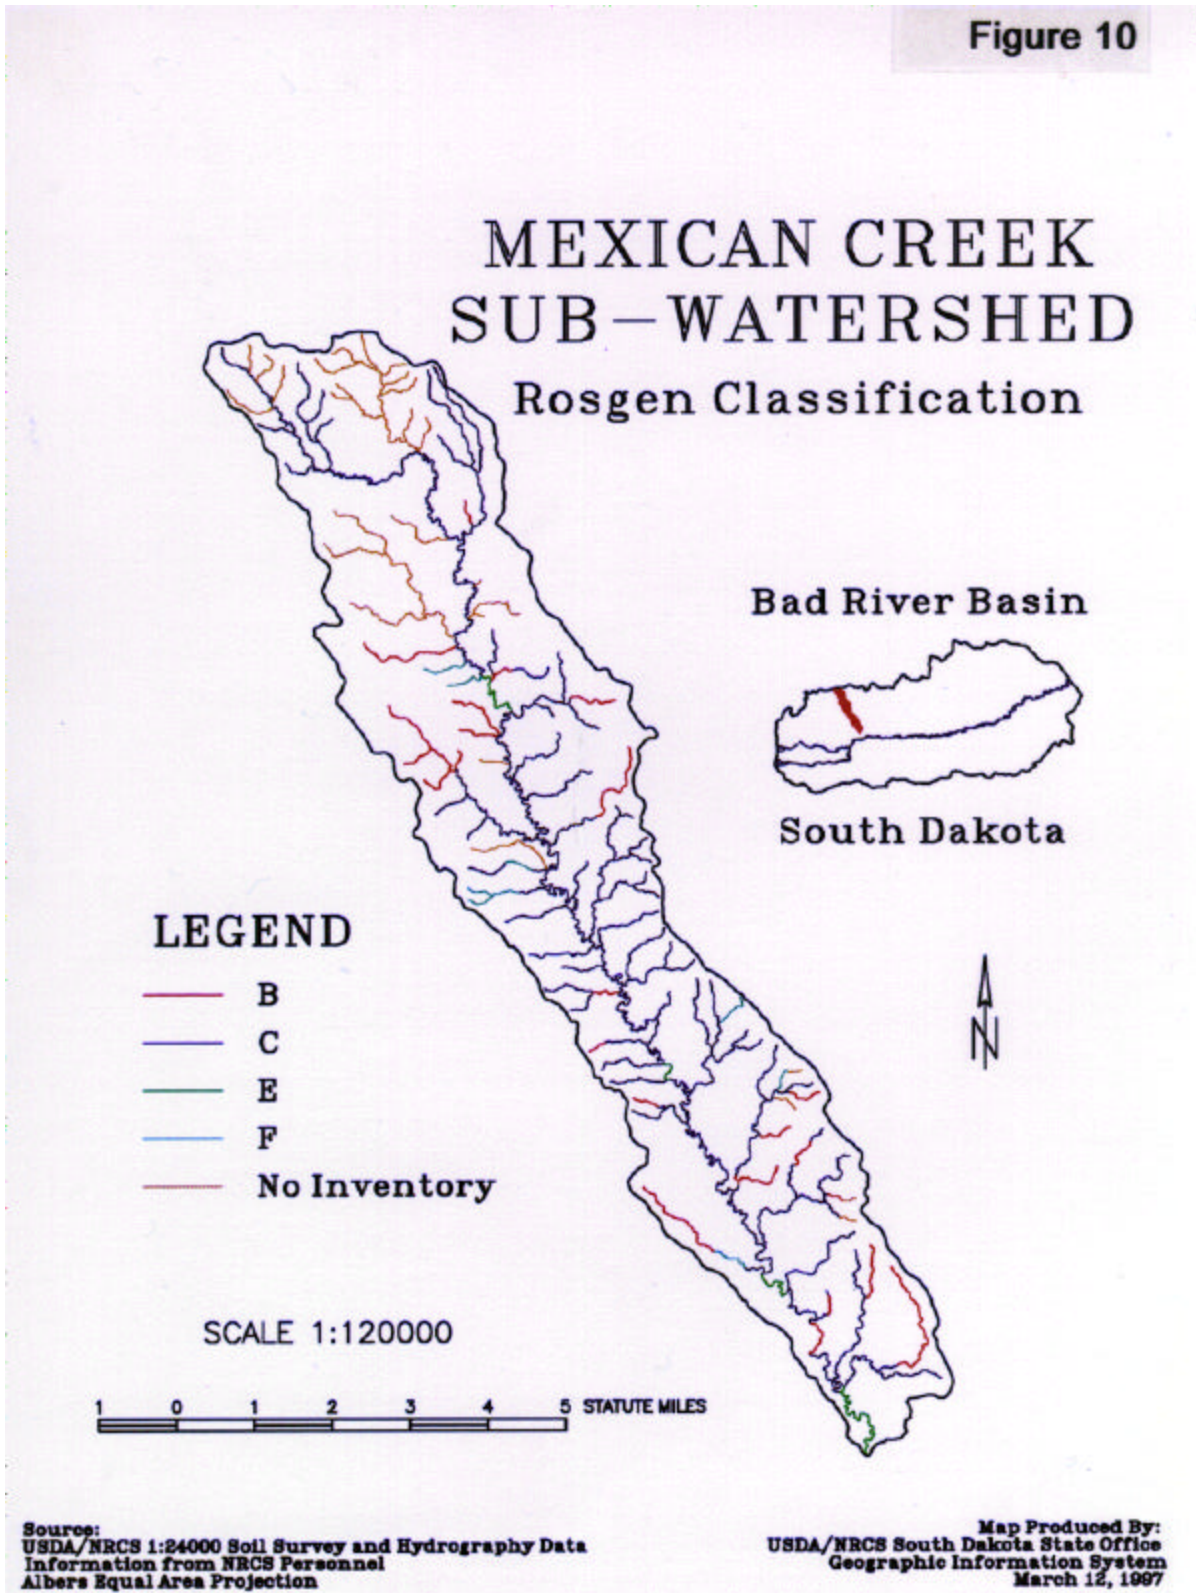 Figure 10
MEXICAN CREEK
SUB-WATERSHED
Rosgen Classification
Bad River Basin
South Dakota
LEGEND
B
C
E
F
No Inventory
N
SCALE 1:120000
1 0 1 2 3 4 5 STATUTE MILES
Source:
USDA/NRCS 1:24000 Soil Survey and Hydrography Data
Information from NRCS Personnel
Albers Equal Area Projection
Map Produced By:
USDA/NRCS South Dakota State Office
Geographic Information System
March 12, 1997